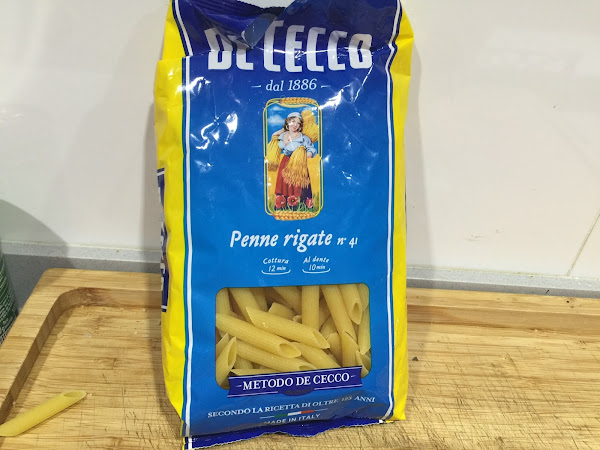 DE CECCO
dal 1886
Penne rigate n° 41
Cottura
12 min
Al dente
10 min
METODO DE CECCO
SECONDO LA RICETTA DI OLTRE ANNI
MADE IN ITALY